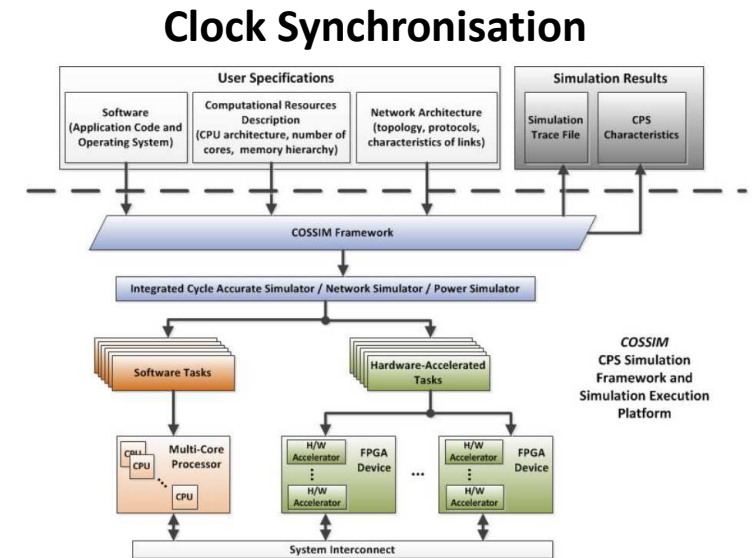 Clock Synchronisation
User Specifications
Software
(Application Code and
Operating System)
Computational Resources
Description
(CPU architecture, number of
cores, memory hierarchy)
Network Architecture
(topology, protocols,
characteristics of links)
Simulation Results
Simulation
Trace File
CPS
Characteristics
COSSIM Framework
Integrated Cycle Accurate Simulator / Network Simulator / Power Simulator
Software Tasks
Hardware-Accelerated
Tasks
COSSIM
CPS Simulation
Framework and
Simulation Execution
Platform
Multi-Core
Processor
CPU
CPU
CPU
H/W
Accelerator
H/W
Accelerator
FPGA
Device
...
H/W
Accelerator
H/W
Accelerator
FPGA
Device
System Interconnect